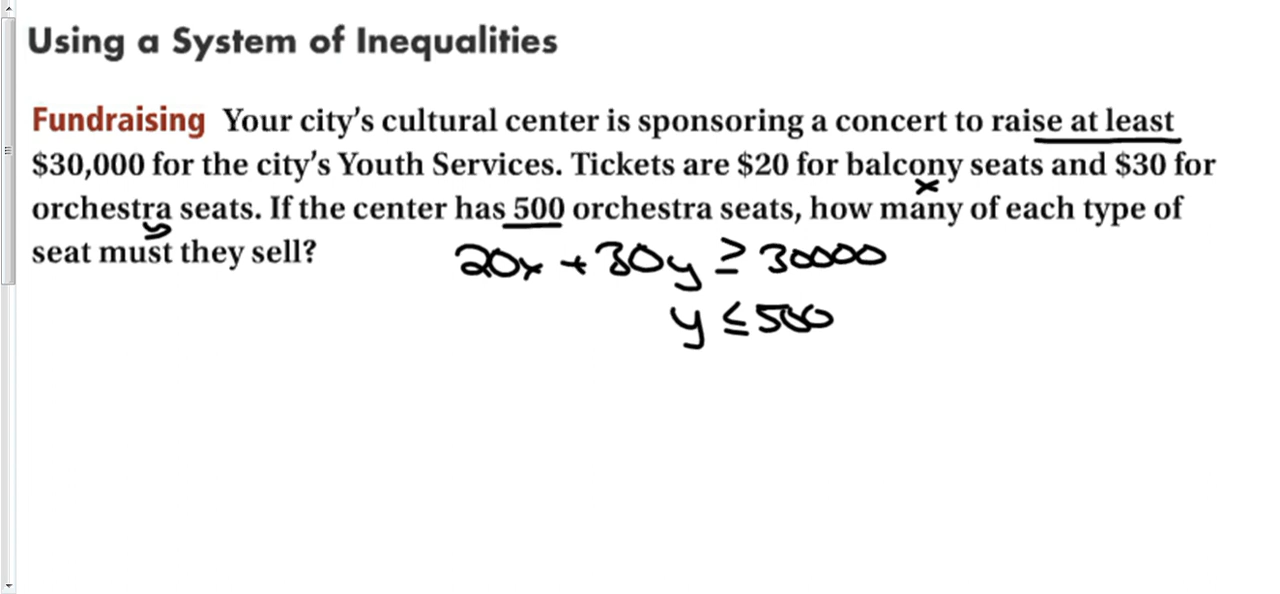 Using a System of Inequalities
Fundraising Your city's cultural center is sponsoring a concert to raise at least
$30,000 for the city's Youth Services. Tickets are $20 for balcony seats and $30 for
x
orchestra seats. If the center has 500 orchestra seats, how many of each type of
y
seat must they sell?
20x + 30y ≥ 30000
y ≤ 500